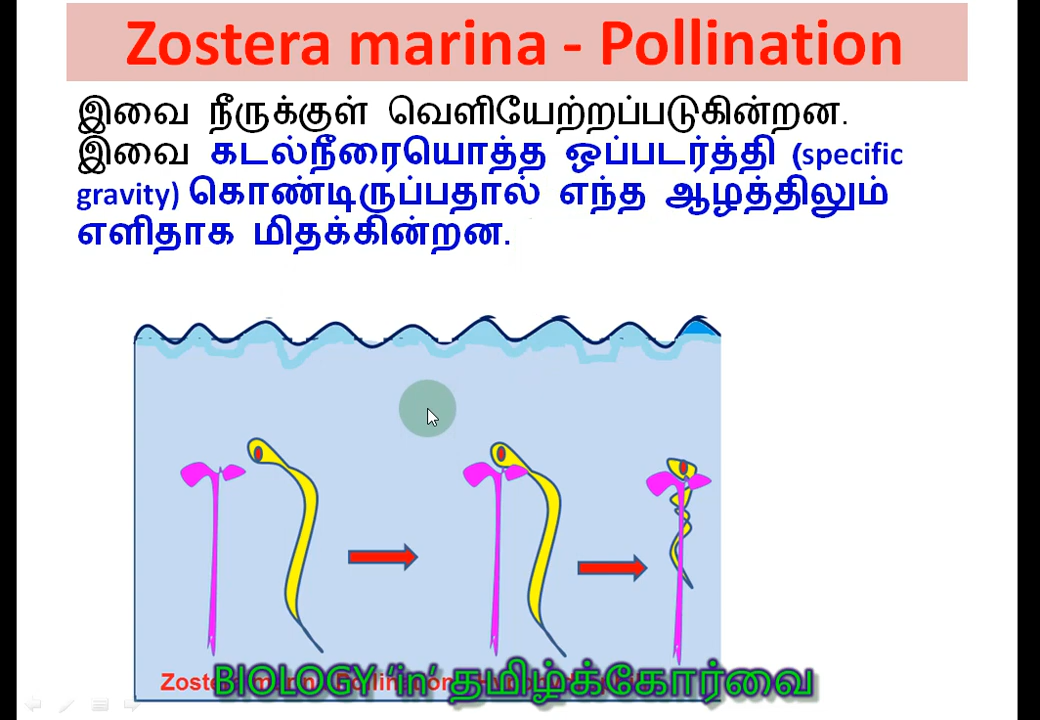 Zostera marina - Pollination
இவை நீருக்குள் வெளியேற்றப்படுகின்றன.
இவை கடல்நீரையொத்த ஒப்படர்த்தி (specific
gravity) கொண்டிருப்பதால் எந்த ஆழத்திலும்
எளிதாக மிதக்கின்றன.
BIOLOGY 'in' தமிழ்க்கோர்வை